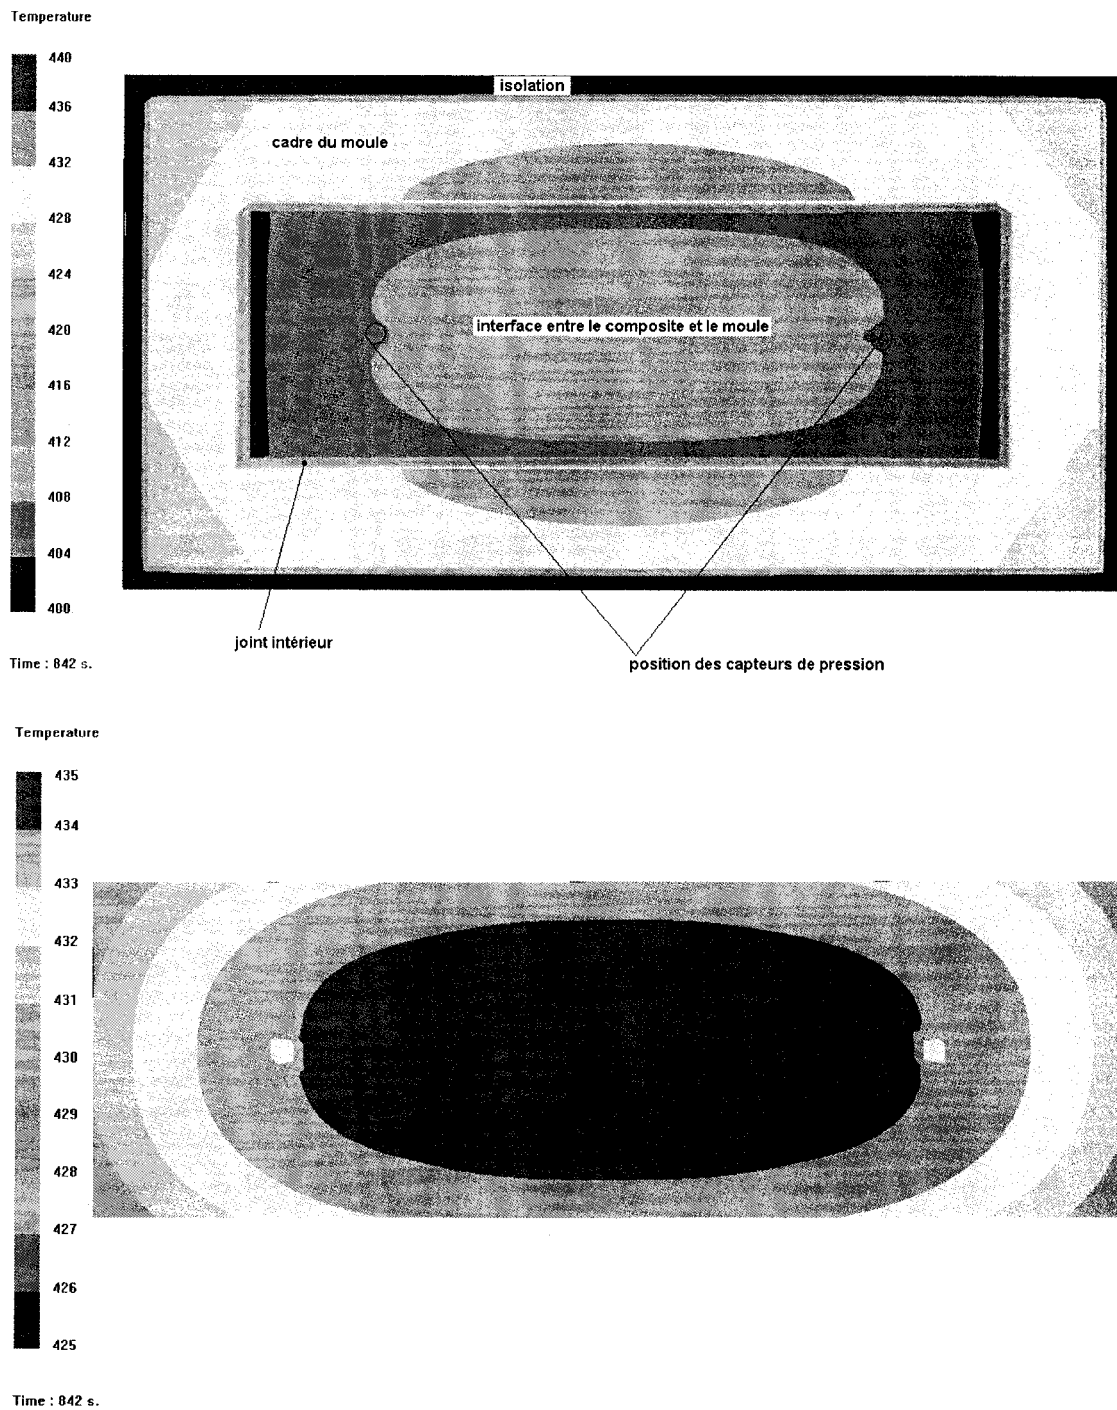 Temperature
440
436
432
428
424
420
416
412
408
404
400
isolation
cadre du moule
interface entre le composite et le moule
joint intérieur
position des capteurs de pression
Time : 842 s.
Temperature
435
434
433
432
431
430
429
428
427
426
425
Time : 842 s.